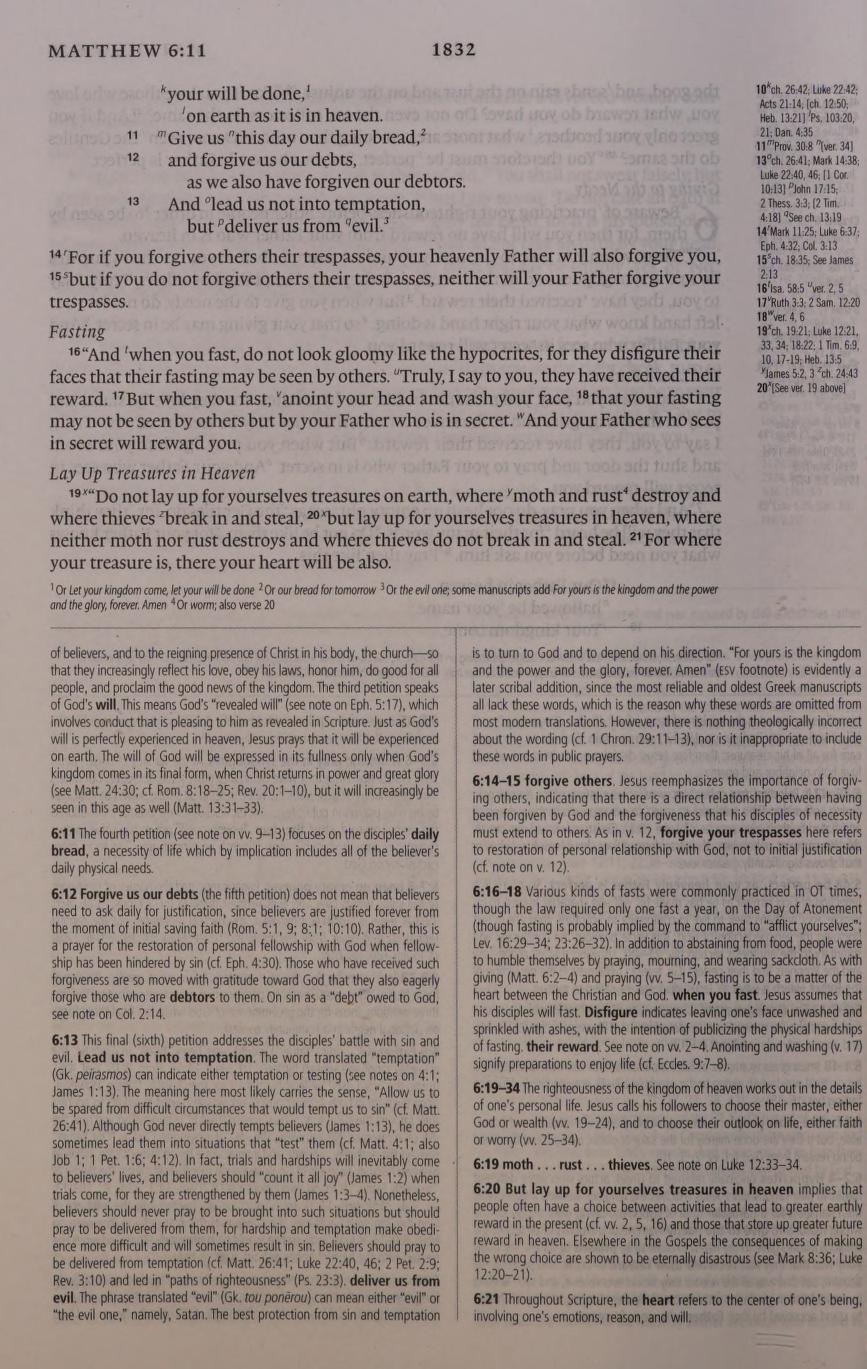 MATTHEW 6:11
1832
ᵏyour will be done,¹
ˡon earth as it is in heaven.
11 ᵐGive us ⁿthis day our daily bread,²
12 and forgive us our debts,
as we also have forgiven our debtors.
13 And ᵒlead us not into temptation,
but ᵖdeliver us from ᑫevil.³
14 ʳFor if you forgive others their trespasses, your heavenly Father will also forgive you,
15 ˢbut if you do not forgive others their trespasses, neither will your Father forgive your
trespasses.
Fasting
16 “And ᵗwhen you fast, do not look gloomy like the hypocrites, for they disfigure their
faces that their fasting may be seen by others. ᵘTruly, I say to you, they have received their
reward. 17 But when you fast, ᵛanoint your head and wash your face, 18 that your fasting
may not be seen by others but by your Father who is in secret. ʷAnd your Father who sees
in secret will reward you.
Lay Up Treasures in Heaven
19 ˣ“Do not lay up for yourselves treasures on earth, where ʸmoth and rust⁴ destroy and
where thieves ᶻbreak in and steal, 20 ˣbut lay up for yourselves treasures in heaven, where
neither moth nor rust destroys and where thieves do not break in and steal. 21 For where
your treasure is, there your heart will be also.
10 ᵏch. 26:42; Luke 22:42;
Acts 21:14; [ch. 12:50;
Heb. 13:21] ˡPs. 103:20,
21; Dan. 4:35
11 ᵐProv. 30:8 ⁿ[ver. 34]
13 ᵒch. 26:41; Mark 14:38;
Luke 22:40, 46; [1 Cor.
10:13] ᵖJohn 17:15;
2 Thess. 3:3; [2 Tim.
4:18] ᑫSee ch. 13:19
14 ʳMark 11:25; Luke 6:37;
Eph. 4:32; Col. 3:13
15 ˢch. 18:35; See James
2:13
16 ᵗIsa. 58:5 ᵘver. 2, 5
17 ᵛRuth 3:3; 2 Sam. 12:20
18 ʷver. 4, 6
19 ˣch. 19:21; Luke 12:21,
33, 34; 18:22; 1 Tim. 6:9,
10, 17-19; Heb. 13:5
ʸJames 5:2, 3 ᶻch. 24:43
20 ˣ[See ver. 19 above]
¹ Or Let your kingdom come, let your will be done ² Or our bread for tomorrow ³ Or the evil one; some manuscripts add For yours is the kingdom and the power
and the glory, forever. Amen ⁴ Or worm; also verse 20
of believers, and to the reigning presence of Christ in his body, the church—so
that they increasingly reflect his love, obey his laws, honor him, do good for all
people, and proclaim the good news of the kingdom. The third petition speaks
of God's will. This means God's “revealed will” (see note on Eph. 5:17), which
involves conduct that is pleasing to him as revealed in Scripture. Just as God's
will is perfectly experienced in heaven, Jesus prays that it will be experienced
on earth. The will of God will be expressed in its fullness only when God's
kingdom comes in its final form, when Christ returns in power and great glory
(see Matt. 24:30; cf. Rom. 8:18–25; Rev. 20:1–10), but it will increasingly be
seen in this age as well (Matt. 13:31–33).
6:11 The fourth petition (see note on vv. 9–13) focuses on the disciples' daily
bread, a necessity of life which by implication includes all of the believer's
daily physical needs.
6:12 Forgive us our debts (the fifth petition) does not mean that believers
need to ask daily for justification, since believers are justified forever from
the moment of initial saving faith (Rom. 5:1, 9; 8:1; 10:10). Rather, this is
a prayer for the restoration of personal fellowship with God when fellow-
ship has been hindered by sin (cf. Eph. 4:30). Those who have received such
forgiveness are so moved with gratitude toward God that they also eagerly
forgive those who are debtors to them. On sin as a “debt” owed to God,
see note on Col. 2:14.
6:13 This final (sixth) petition addresses the disciples' battle with sin and
evil. Lead us not into temptation. The word translated “temptation”
(Gk. peirasmos) can indicate either temptation or testing (see notes on 4:1;
James 1:13). The meaning here most likely carries the sense, “Allow us to
be spared from difficult circumstances that would tempt us to sin” (cf. Matt.
26:41). Although God never directly tempts believers (James 1:13), he does
sometimes lead them into situations that “test” them (cf. Matt. 4:1; also
Job 1; 1 Pet. 1:6; 4:12). In fact, trials and hardships will inevitably come
to believers' lives, and believers should “count it all joy” (James 1:2) when
trials come, for they are strengthened by them (James 1:3–4). Nonetheless,
believers should never pray to be brought into such situations but should
pray to be delivered from them, for hardship and temptation make obedi-
ence more difficult and will sometimes result in sin. Believers should pray to
be delivered from temptation (cf. Matt. 26:41; Luke 22:40, 46; 2 Pet. 2:9;
Rev. 3:10) and led in “paths of righteousness” (Ps. 23:3). deliver us from
evil. The phrase translated “evil” (Gk. tou ponērou) can mean either “evil” or
“the evil one,” namely, Satan. The best protection from sin and temptation
is to turn to God and to depend on his direction. “For yours is the kingdom
and the power and the glory, forever. Amen” (ESV footnote) is evidently a
later scribal addition, since the most reliable and oldest Greek manuscripts
all lack these words, which is the reason why these words are omitted from
most modern translations. However, there is nothing theologically incorrect
about the wording (cf. 1 Chron. 29:11–13), nor is it inappropriate to include
these words in public prayers.
6:14–15 forgive others. Jesus reemphasizes the importance of forgiv-
ing others, indicating that there is a direct relationship between having
been forgiven by God and the forgiveness that his disciples of necessity
must extend to others. As in v. 12, forgive your trespasses here refers
to restoration of personal relationship with God, not to initial justification
(cf. note on v. 12).
6:16–18 Various kinds of fasts were commonly practiced in OT times,
though the law required only one fast a year, on the Day of Atonement
(though fasting is probably implied by the command to “afflict yourselves”;
Lev. 16:29–34; 23:26–32). In addition to abstaining from food, people were
to humble themselves by praying, mourning, and wearing sackcloth. As with
giving (Matt. 6:2–4) and praying (vv. 5–15), fasting is to be a matter of the
heart between the Christian and God. when you fast. Jesus assumes that
his disciples will fast. Disfigure indicates leaving one's face unwashed and
sprinkled with ashes, with the intention of publicizing the physical hardships
of fasting. their reward. See note on vv. 2–4. Anointing and washing (v. 17)
signify preparations to enjoy life (cf. Eccles. 9:7–8).
6:19–34 The righteousness of the kingdom of heaven works out in the details
of one's personal life. Jesus calls his followers to choose their master, either
God or wealth (vv. 19–24), and to choose their outlook on life, either faith
or worry (vv. 25–34).
6:19 moth . . . rust . . . thieves. See note on Luke 12:33–34.
6:20 But lay up for yourselves treasures in heaven implies that
people often have a choice between activities that lead to greater earthly
reward in the present (cf. vv. 2, 5, 16) and those that store up greater future
reward in heaven. Elsewhere in the Gospels the consequences of making
the wrong choice are shown to be eternally disastrous (see Mark 8:36; Luke
12:20–21).
6:21 Throughout Scripture, the heart refers to the center of one's being,
involving one's emotions, reason, and will.